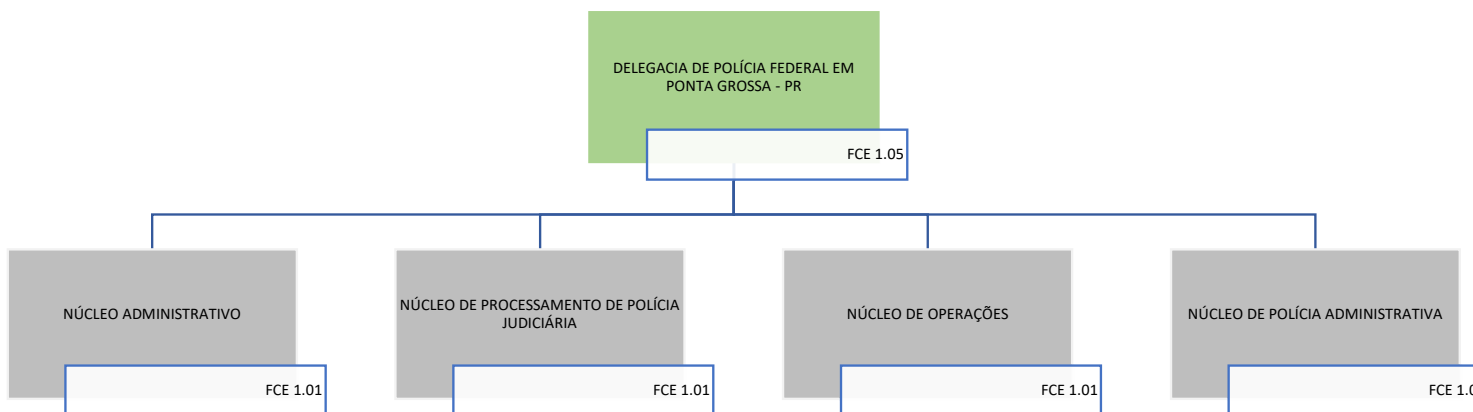 DELEGACIA DE POLÍCIA FEDERAL EM
PONTA GROSSA - PR
FCE 1.05
NÚCLEO ADMINISTRATIVO
FCE 1.01
NÚCLEO DE PROCESSAMENTO DE POLÍCIA
JUDICIÁRIA
FCE 1.01
NÚCLEO DE OPERAÇÕES
FCE 1.01
NÚCLEO DE POLÍCIA ADMINISTRATIVA
FCE